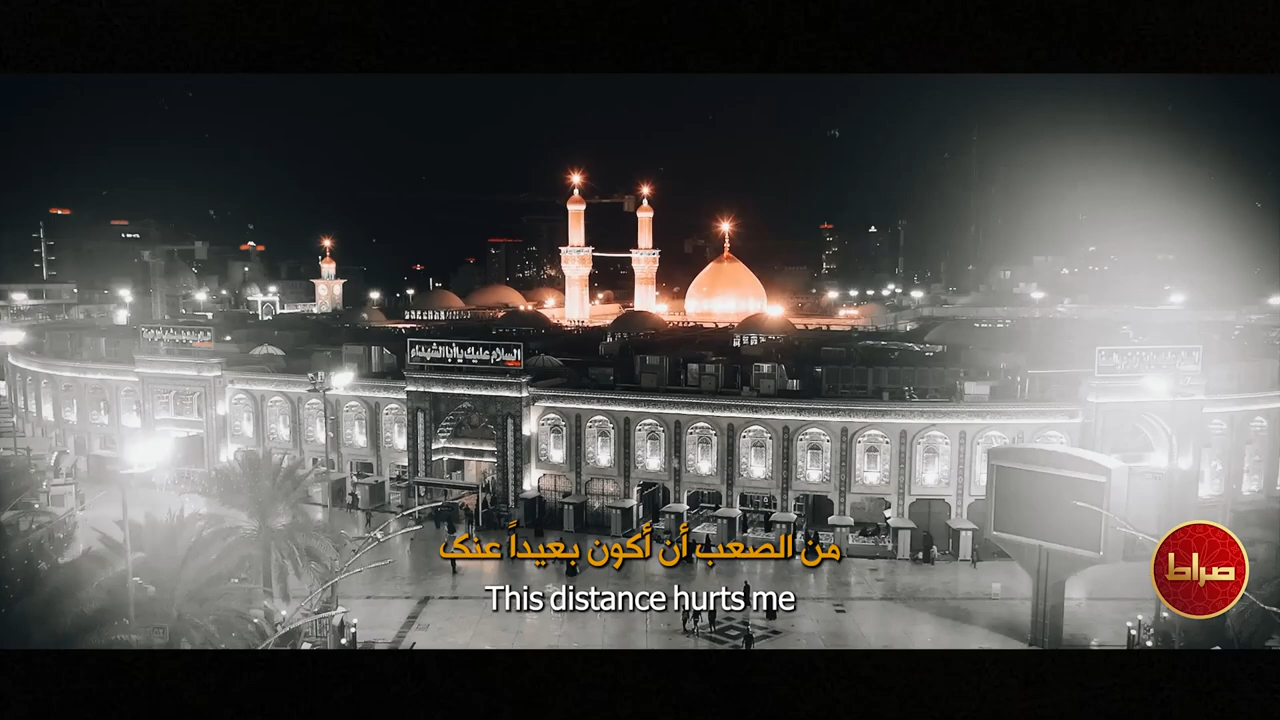 السلام عليك يا أبا الشهداء
من الصعب أن أكون بعيداً عنك
This distance hurts me
صراط